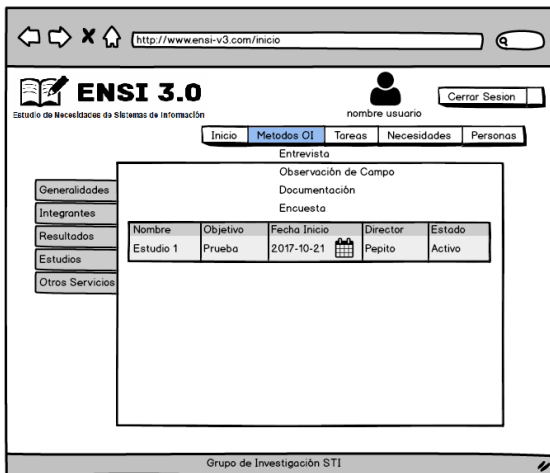 http://www.ensi-v3.com/inicio
ENSI 3.0
Estudio de Necesidades de Sistemas de Información
nombre usuario
Cerrar Sesion
Inicio Metodos OI Tareas Necesidades Personas
Entrevista
Observación de Campo
Documentación
Encuesta
Generalidades
Integrantes
Resultados
Estudios
Otros Servicios
Nombre Objetivo Fecha Inicio Director Estado
Estudio 1 Prueba 2017-10-21 Pepito Activo
Grupo de Investigación STI